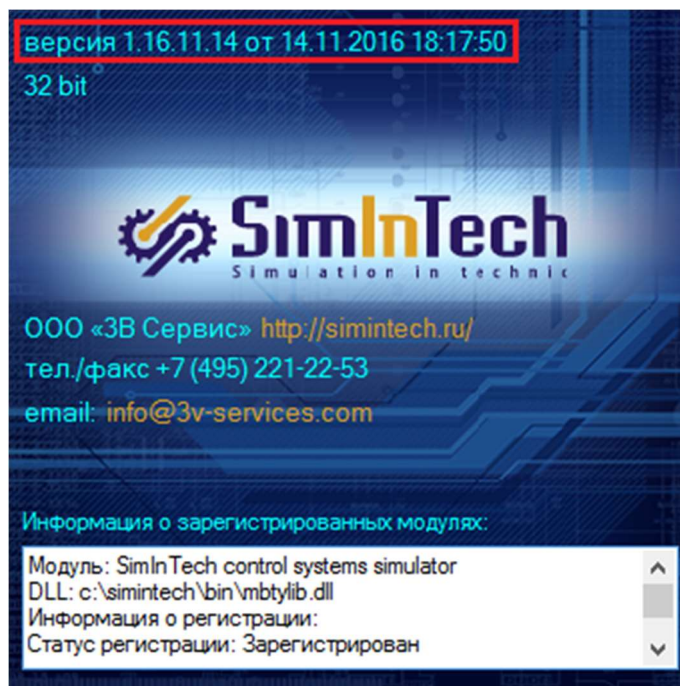 версия 1.16.11.14 от 14.11.2016 18:17:50
32 bit
SimInTech
Simulation in technic
ООО «3В Сервис» http://simintech.ru/
тел./факс +7 (495) 221-22-53
email: info@3v-services.com
Информация о зарегистрированных модулях:
Модуль: SimInTech control systems simulator
DLL: c:\simintech\bin\mbtylib.dll
Информация о регистрации:
Статус регистрации: Зарегистрирован